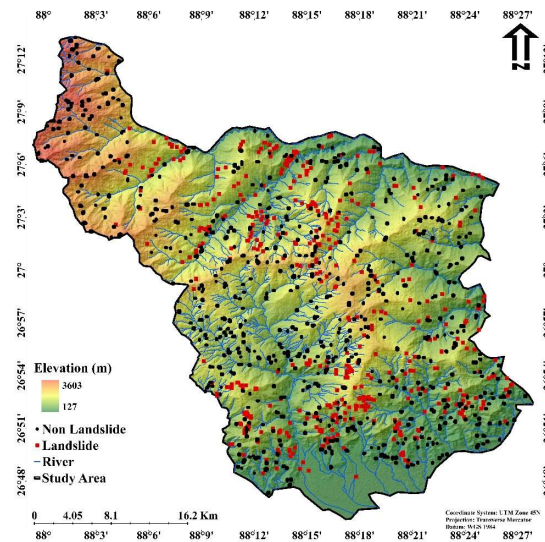 88° 88°3' 88°6' 88°9' 88°12' 88°15' 88°18' 88°21' 88°24' 88°27'
N
27°12'
27°9'
27°6'
27°3'
27°
26°57'
26°54'
26°51'
26°48'
Elevation (m)
3603
127
Non Landslide
Landslide
River
Study Area
0 4.05 8.1 16.2 Km
Coordinate System: UTM Zone 45N
Projection: Transverse Mercator
Datum: WGS 1984
88° 88°3' 88°6' 88°9' 88°12' 88°15' 88°18' 88°21' 88°24' 88°27'